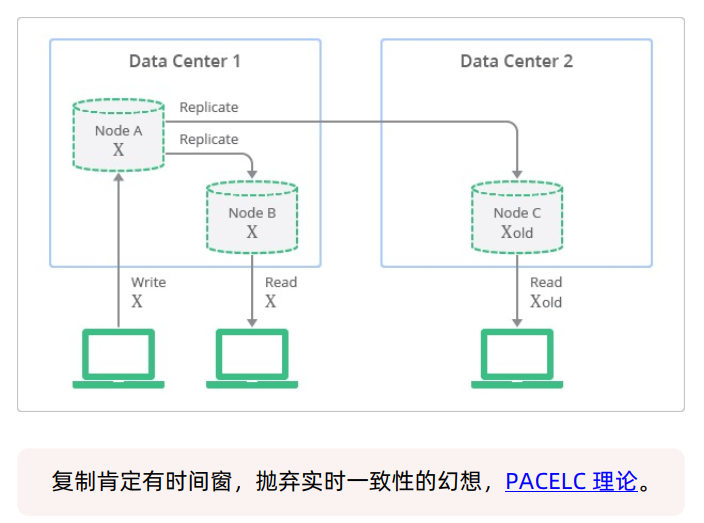 Data Center 1
Data Center 2
Replicate
Node A
X
Replicate
Node B
X
Node C
Xold
Write
X
Read
X
Read
Xold
复制肯定有时间窗，抛弃实时一致性的幻想，PACELC 理论。